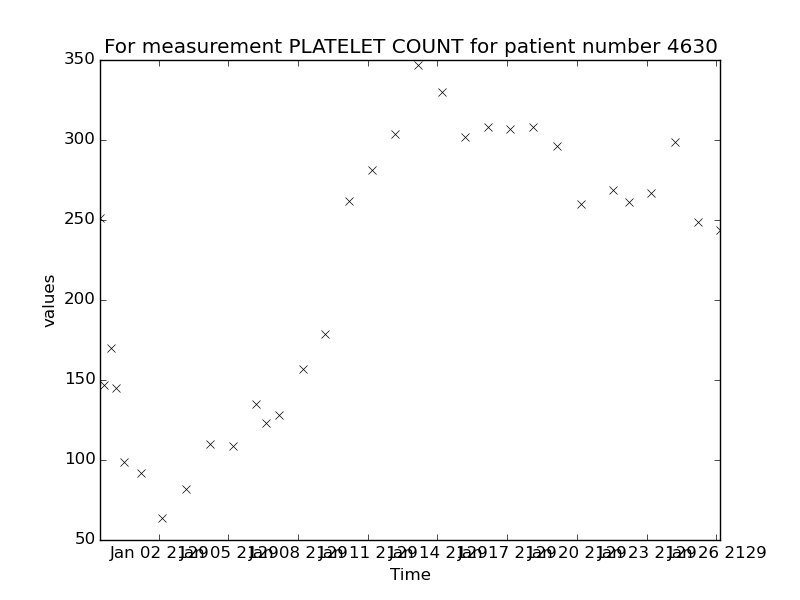 For measurement PLATELET COUNT for patient number 4630
350
300
250
200
150
100
50
values
Jan 02 2129
Jan 05 2129
Jan 08 2129
Jan 11 2129
Jan 14 2129
Jan 17 2129
Jan 20 2129
Jan 23 2129
Jan 26 2129
Time